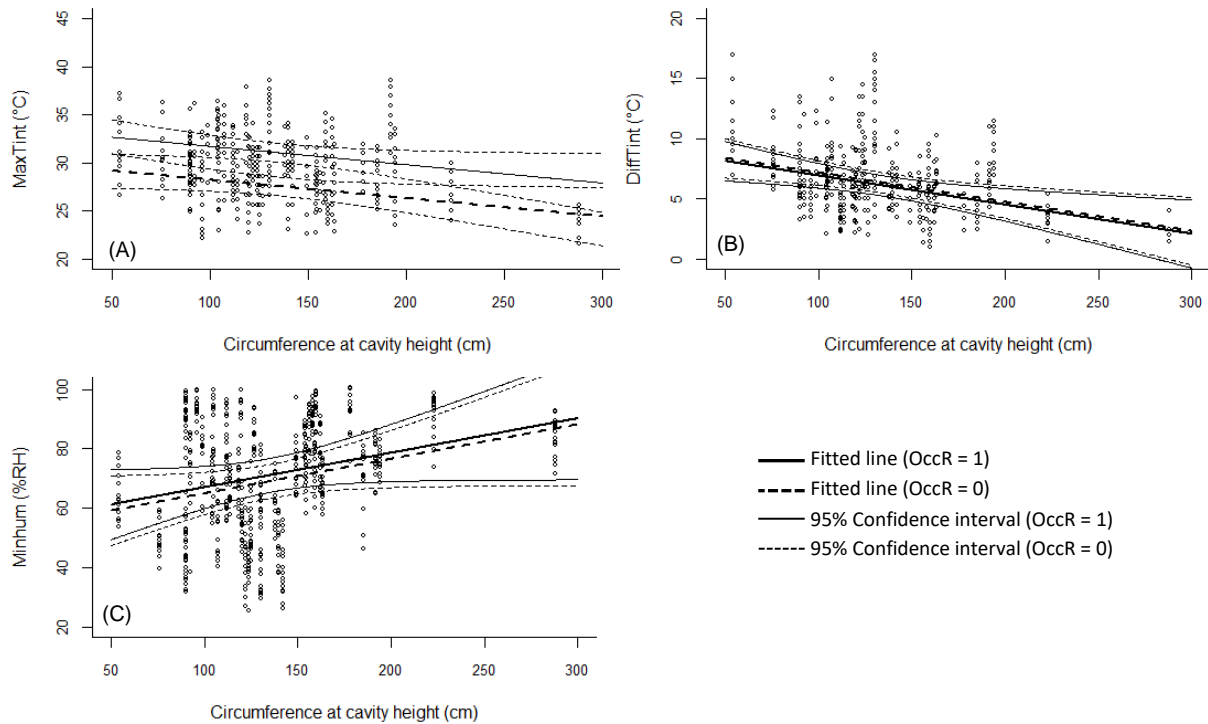 45
40
35
30
25
20
MaxTint (°C)
(A)
50 100 150 200 250 300
Circumference at cavity height (cm)
20
15
10
5
0
DiffTint (°C)
(B)
50 100 150 200 250 300
Circumference at cavity height (cm)
100
80
60
40
20
Minhum (%RH)
(C)
50 100 150 200 250 300
Circumference at cavity height (cm)
Fitted line (OccR = 1)
Fitted line (OccR = 0)
95% Confidence interval (OccR = 1)
95% Confidence interval (OccR = 0)